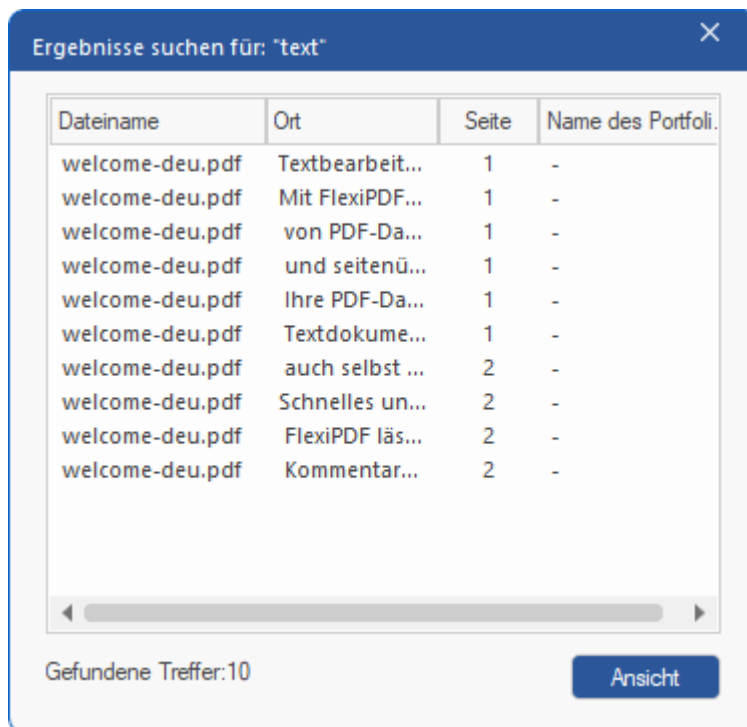 Ergebnisse suchen für: "text"
Dateiname Ort Seite Name des Portfoli.
welcome-deu.pdf Textbearbeit... 1 -
welcome-deu.pdf Mit FlexiPDF... 1 -
welcome-deu.pdf von PDF-Da... 1 -
welcome-deu.pdf und seitenü... 1 -
welcome-deu.pdf Ihre PDF-Da... 1 -
welcome-deu.pdf Textdokume... 1 -
welcome-deu.pdf auch selbst ... 2 -
welcome-deu.pdf Schnelles un... 2 -
welcome-deu.pdf FlexiPDF läs... 2 -
welcome-deu.pdf Kommentar... 2 -
Gefundene Treffer:10
Ansicht